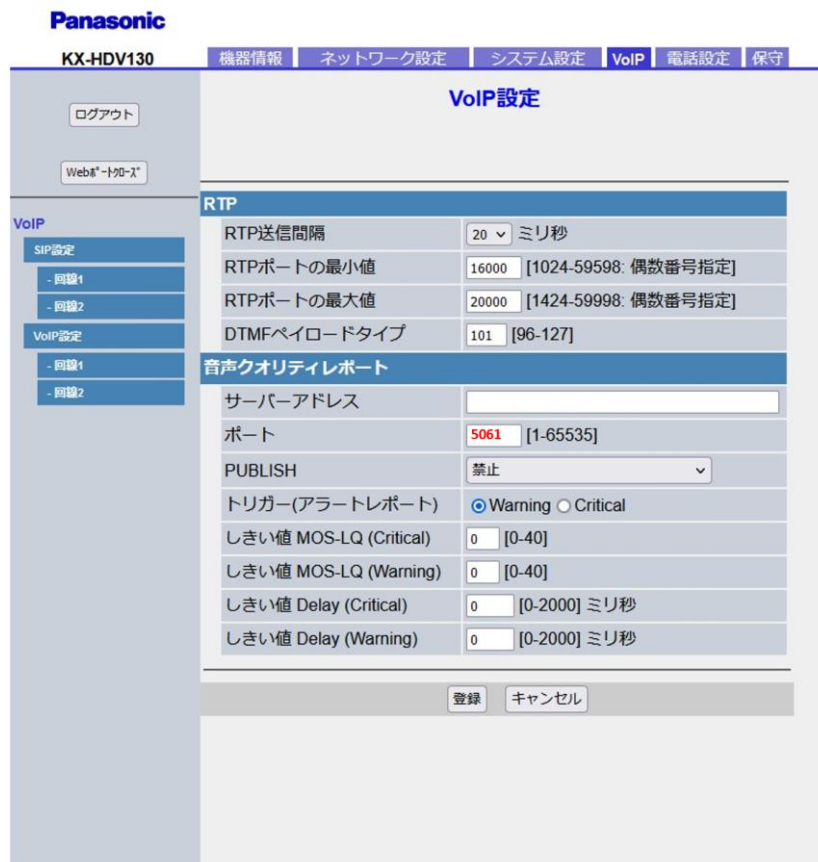 Panasonic
KX-HDV130
機器情報 ネットワーク設定 システム設定 VoIP 電話設定 保守
ログアウト
Webﾎﾟｰﾄｸﾛｰｽﾞ
VoIP
SIP設定
- 回線1
- 回線2
VoIP設定
- 回線1
- 回線2
VoIP設定
RTP
RTP送信間隔 20 ミリ秒
RTPポートの最小値 16000 [1024-59598: 偶数番号指定]
RTPポートの最大値 20000 [1424-59998: 偶数番号指定]
DTMFペイロードタイプ 101 [96-127]
音声クオリティレポート
サーバーアドレス
ポート 5061 [1-65535]
PUBLISH 禁止
トリガー(アラートレポート) Warning Critical
しきい値 MOS-LQ (Critical) 0 [0-40]
しきい値 MOS-LQ (Warning) 0 [0-40]
しきい値 Delay (Critical) 0 [0-2000] ミリ秒
しきい値 Delay (Warning) 0 [0-2000] ミリ秒
登録 キャンセル